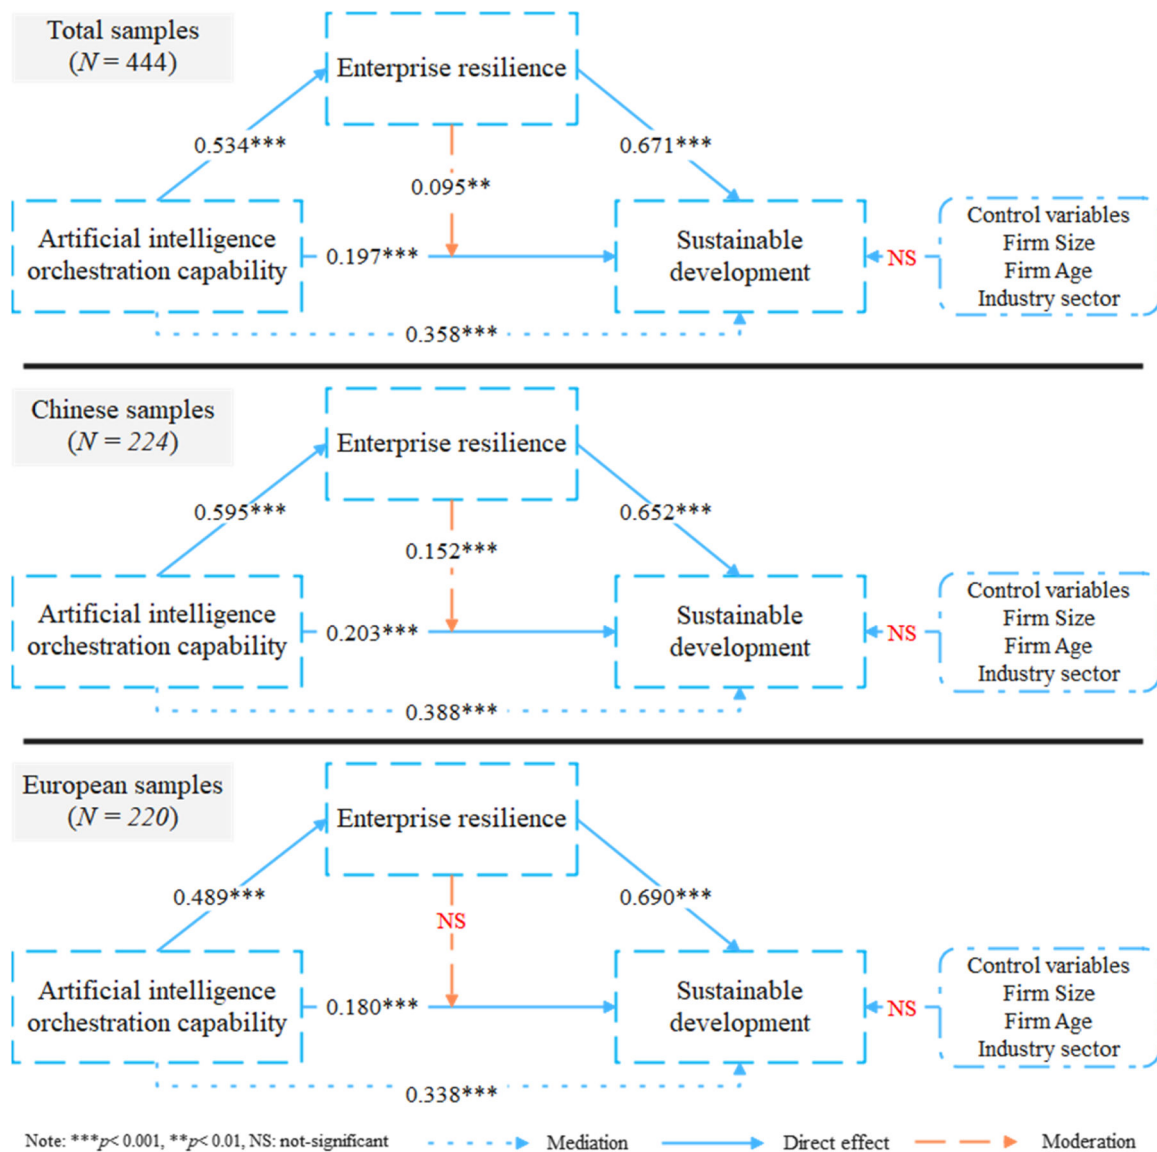 Total samples
(N = 444)
Enterprise resilience
0.534***
0.671***
0.095**
Artificial intelligence
orchestration capability
0.197***
Sustainable
development
NS
Control variables
Firm Size
Firm Age
Industry sector
0.358***
Chinese samples
(N = 224)
Enterprise resilience
0.595***
0.652***
0.152***
Artificial intelligence
orchestration capability
0.203***
Sustainable
development
NS
Control variables
Firm Size
Firm Age
Industry sector
0.388***
European samples
(N = 220)
Enterprise resilience
0.489***
0.690***
NS
Artificial intelligence
orchestration capability
0.180***
Sustainable
development
NS
Control variables
Firm Size
Firm Age
Industry sector
0.338***
Note: ***p< 0.001, **p< 0.01, NS: not-significant
Mediation
Direct effect
Moderation